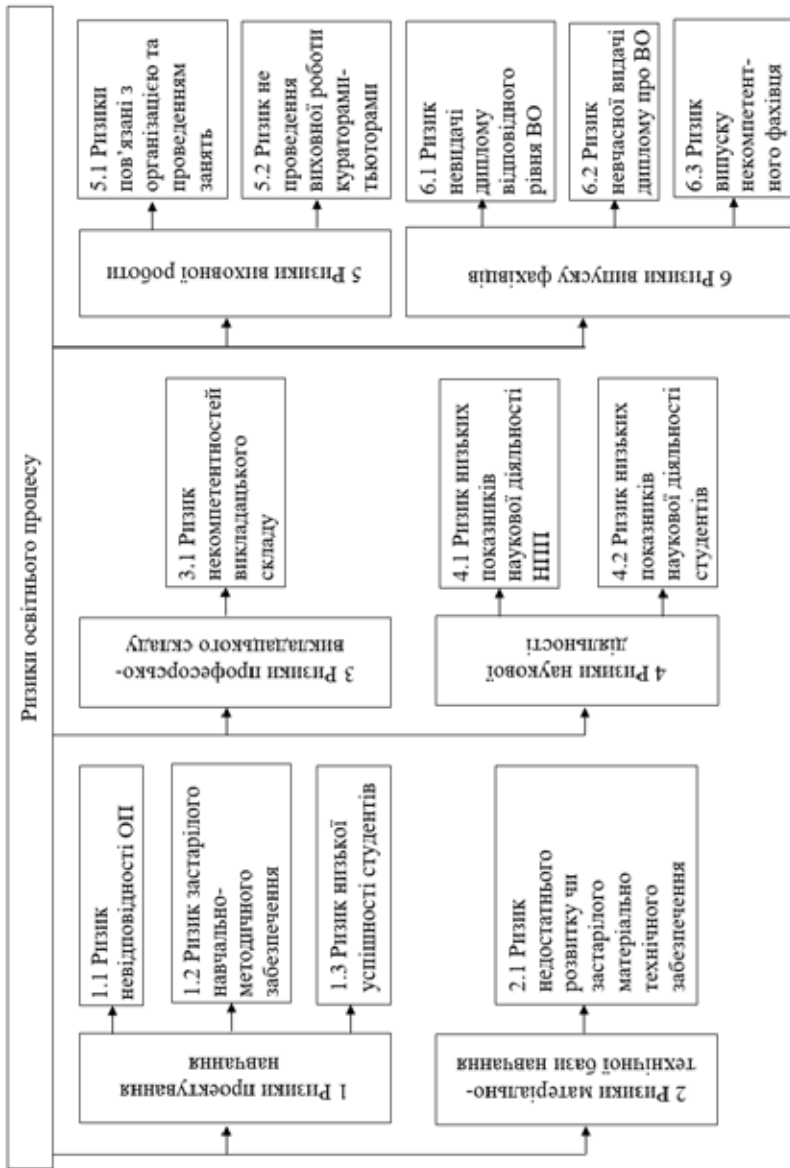 Ризики освітнього процесу
1 Ризики проектування
навчання
1.1 Ризик
невідповідності ОП
1.2 Ризик застарілого
навчально-
методичного
забезпечення
1.3 Ризик низької
успішності студентів
2 Ризики матеріально-
технічної бази навчання
2.1 Ризик
недостатнього
розвитку чи
застарілого
матеріально
технічного
забезпечення
3 Ризики професорсько-
викладацького складу
3.1 Ризик
некомпетентностей
викладацького
складу
4 Ризики наукової
діяльності
4.1 Ризик низьких
показників
наукової діяльності
НПП
4.2 Ризик низьких
показників
наукової діяльності
студентів
5 Ризики виховної роботи
5.1 Ризики
пов’язані з
організацією та
проведенням
занять
5.2 Ризик не
проведення
виховної роботи
кураторами-
тьюторами
6 Ризики випуску фахівців
6.1 Ризик
невидачі
диплому
відповідного
рівня ВО
6.2 Ризик
невчасної видачі
диплому про ВО
6.3 Ризик
випуску
некомпетент-
ного фахівця